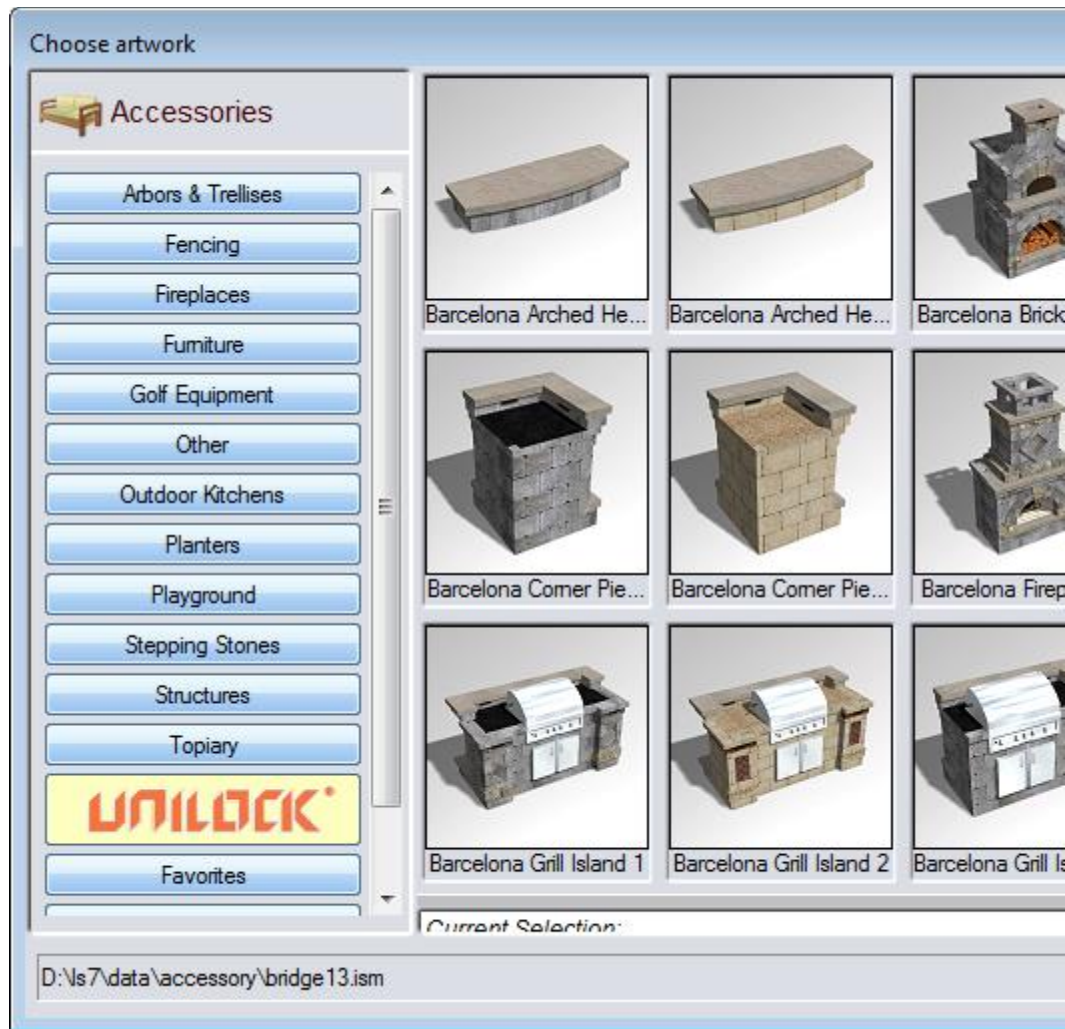 Choose artwork
Accessories
Arbors & Trellises
Fencing
Fireplaces
Furniture
Golf Equipment
Other
Outdoor Kitchens
Planters
Playground
Stepping Stones
Structures
Topiary
UNILOCK
Favorites
Barcelona Arched He...
Barcelona Arched He...
Barcelona Brick
Barcelona Corner Pie...
Barcelona Corner Pie...
Barcelona Firep
Barcelona Grill Island 1
Barcelona Grill Island 2
Barcelona Grill Is
Current Selection:
D:\ls7\data\accessory\bridge13.ism